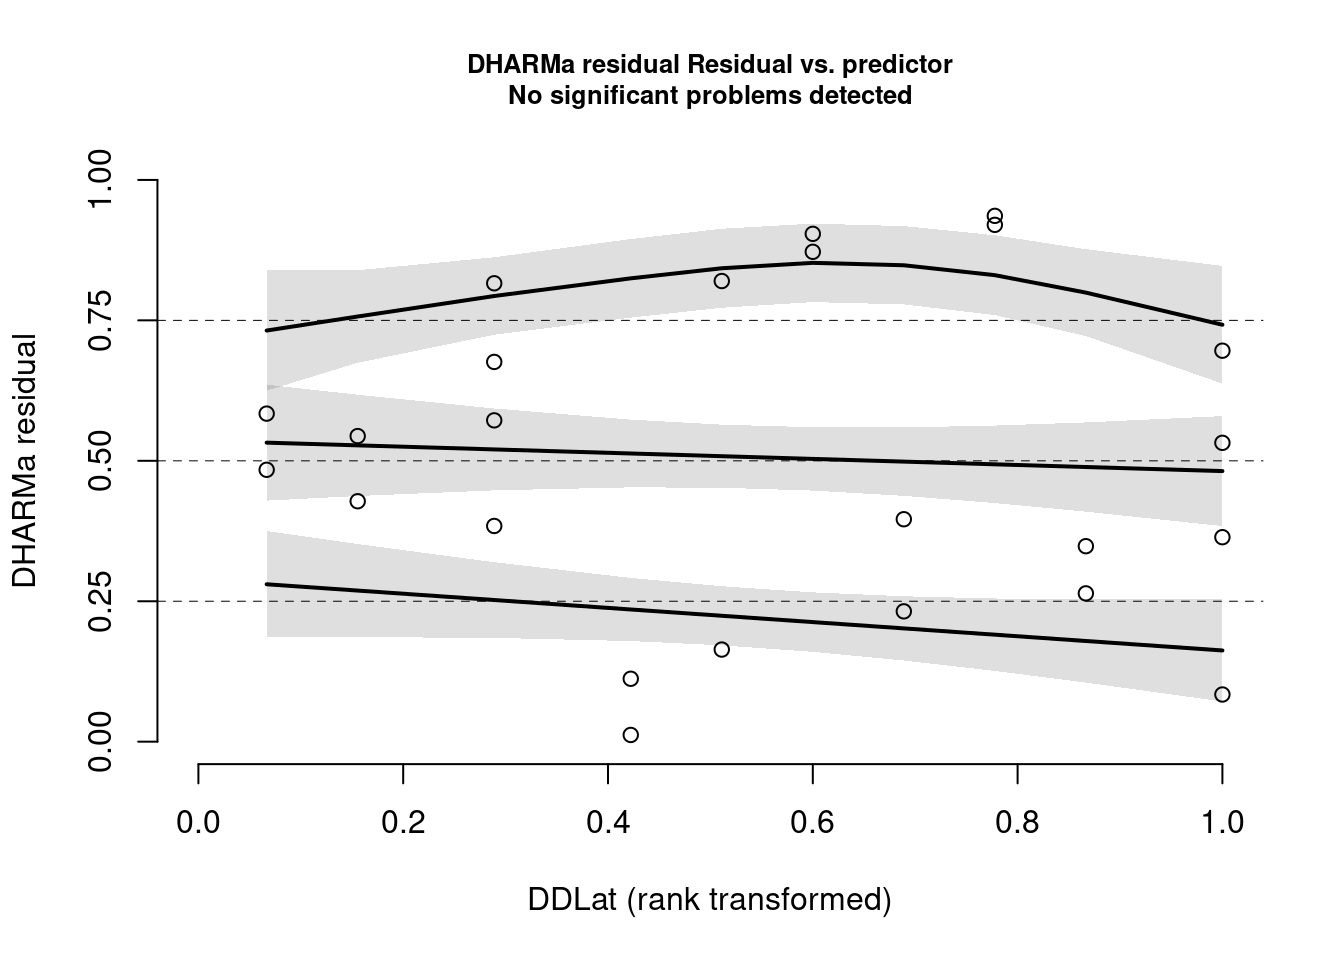 DHARMa residual Residual vs. predictor
No significant problems detected
DHARMa residual
1.00
0.75
0.50
0.25
0.00
0.0 0.2 0.4 0.6 0.8 1.0
DDLat (rank transformed)